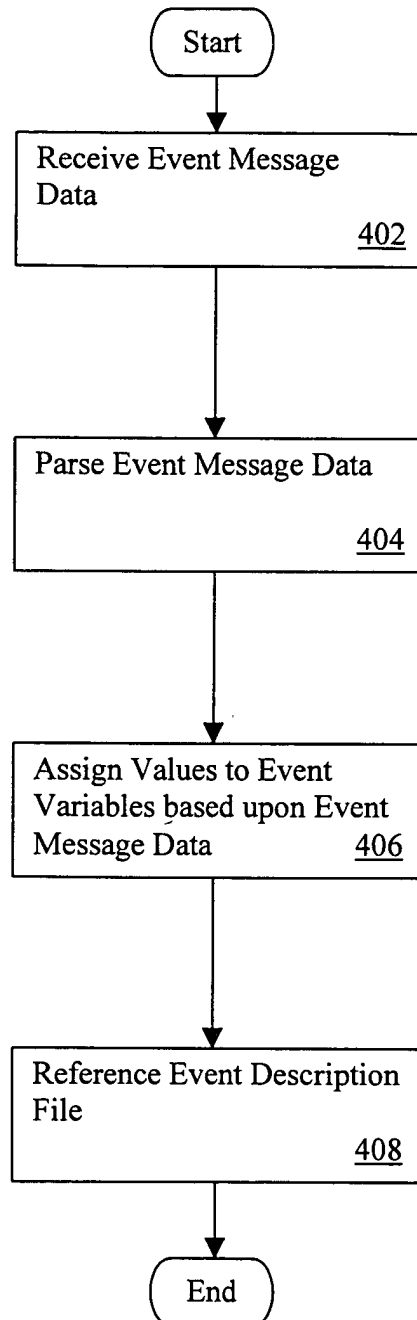 Start
Receive Event Message
Data
402
Parse Event Message Data
404
Assign Values to Event
Variables based upon Event
Message Data 406
Reference Event Description
File
408
End